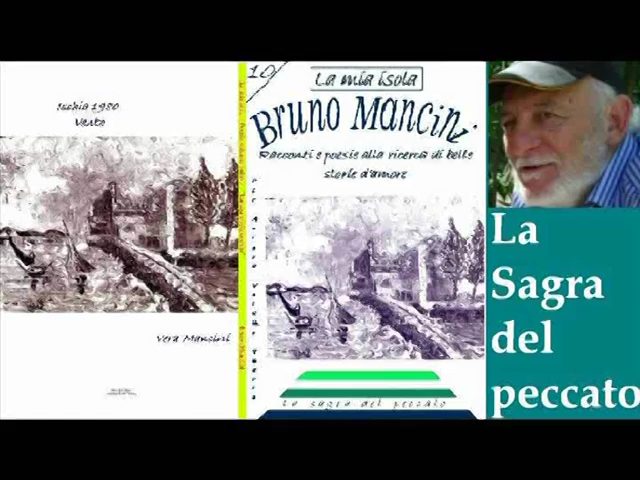 Ischia 1980
Vento
Vera Mancini
10
La mia isola
Bruno Mancini
Racconti e poesie alla ricerca di belle
storie d'amore
La sagra del peccato
La
Sagra
del
peccato